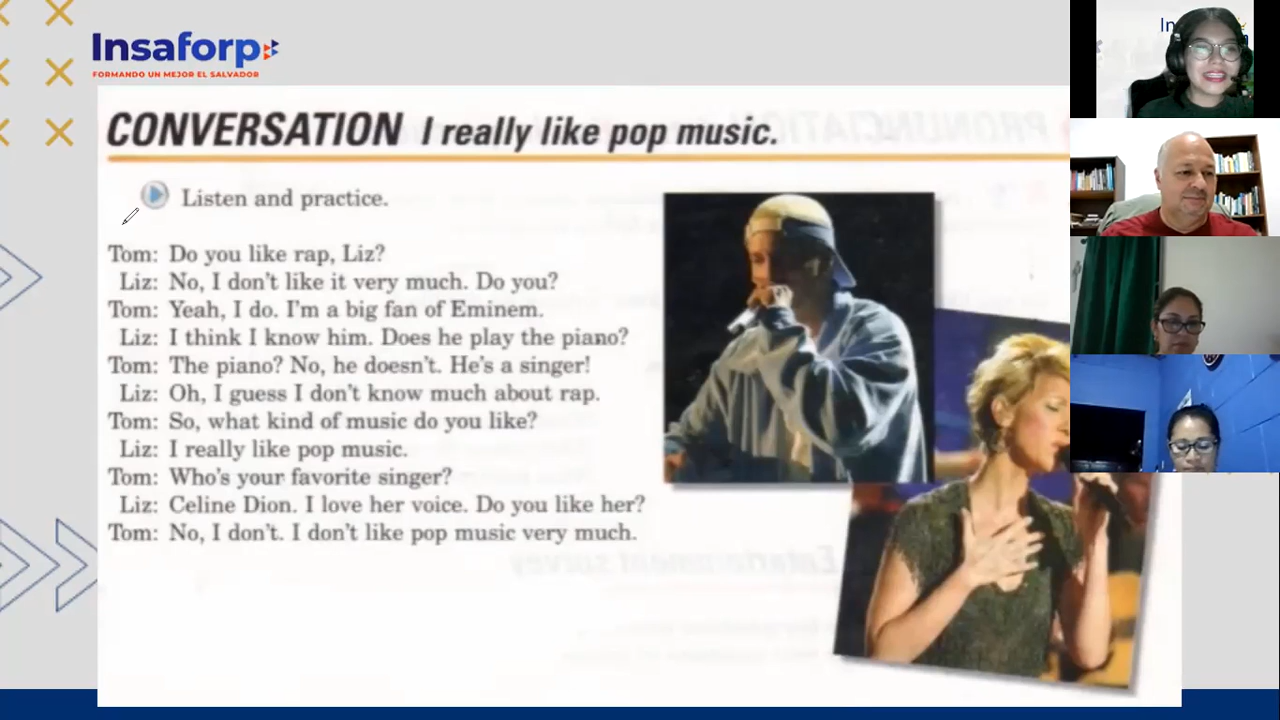 Insaforp
FORMANDO UN MEJOR EL SALVADOR
CONVERSATION I really like pop music.
Listen and practice.
Tom: Do you like rap, Liz?
Liz: No, I don't like it very much. Do you?
Tom: Yeah, I do. I'm a big fan of Eminem.
Liz: I think I know him. Does he play the piano?
Tom: The piano? No, he doesn't. He's a singer!
Liz: Oh, I guess I don't know much about rap.
Tom: So, what kind of music do you like?
Liz: I really like pop music.
Tom: Who's your favorite singer?
Liz: Celine Dion. I love her voice. Do you like her?
Tom: No, I don't. I don't like pop music very much.